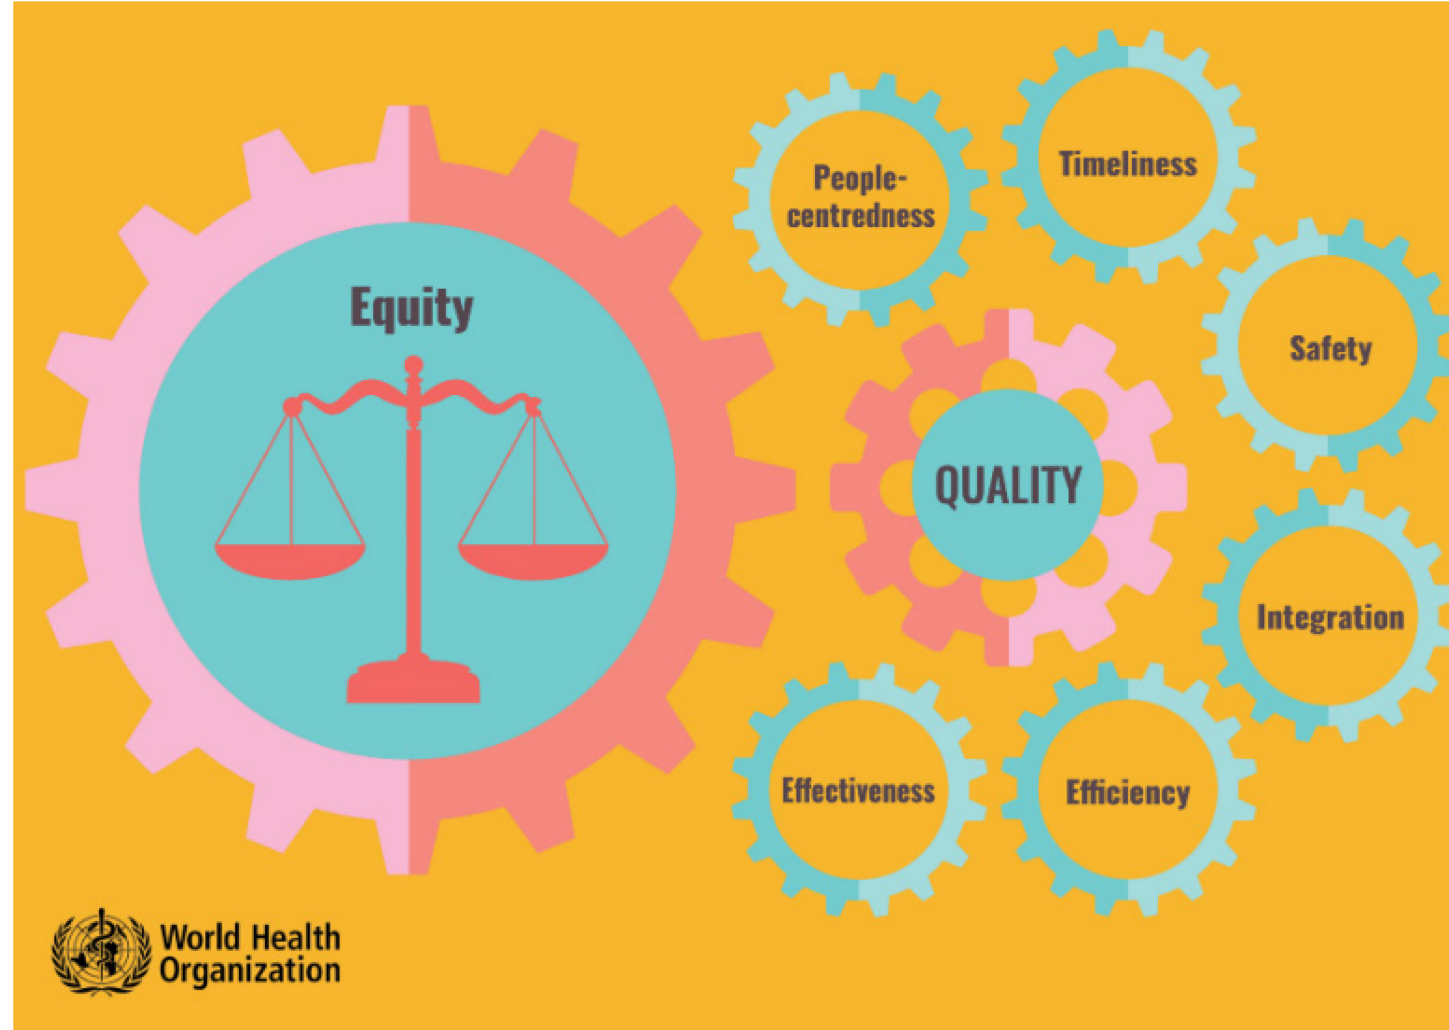 Equity
People-
centredness
Timeliness
Safety
QUALITY
Integration
Effectiveness
Efficiency
World Health
Organization